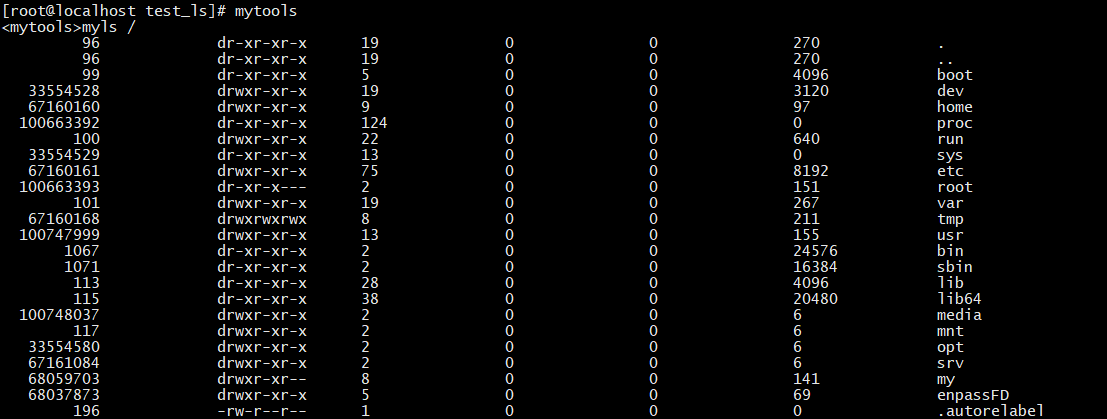 [root@localhost test_ls]# mytools
<mytools>myls /
96 dr-xr-xr-x 19 0 0 270 .
96 dr-xr-xr-x 19 0 0 270 ..
99 dr-xr-xr-x 5 0 0 4096 boot
33554528 drwxr-xr-x 19 0 0 3120 dev
67160160 drwxr-xr-x 9 0 0 97 home
100663392 dr-xr-xr-x 124 0 0 0 proc
100 drwxr-xr-x 22 0 0 640 run
33554529 dr-xr-xr-x 13 0 0 0 sys
67160161 drwxr-xr-x 75 0 0 8192 etc
100663393 dr-xr-x--- 2 0 0 151 root
101 drwxr-xr-x 19 0 0 267 var
67160168 drwxrwxrwx 8 0 0 211 tmp
100747999 drwxr-xr-x 13 0 0 155 usr
1067 dr-xr-xr-x 2 0 0 24576 bin
1071 dr-xr-xr-x 2 0 0 16384 sbin
113 dr-xr-xr-x 28 0 0 4096 lib
115 dr-xr-xr-x 38 0 0 20480 lib64
100748037 drwxr-xr-x 2 0 0 6 media
117 drwxr-xr-x 2 0 0 6 mnt
33554580 drwxr-xr-x 2 0 0 6 opt
67161084 drwxr-xr-x 2 0 0 6 srv
68059703 drwxr-xr-- 8 0 0 141 my
68037873 drwxr-xr-x 5 0 0 69 enpassFD
196 -rw-r--r-- 1 0 0 0 .autorelabel